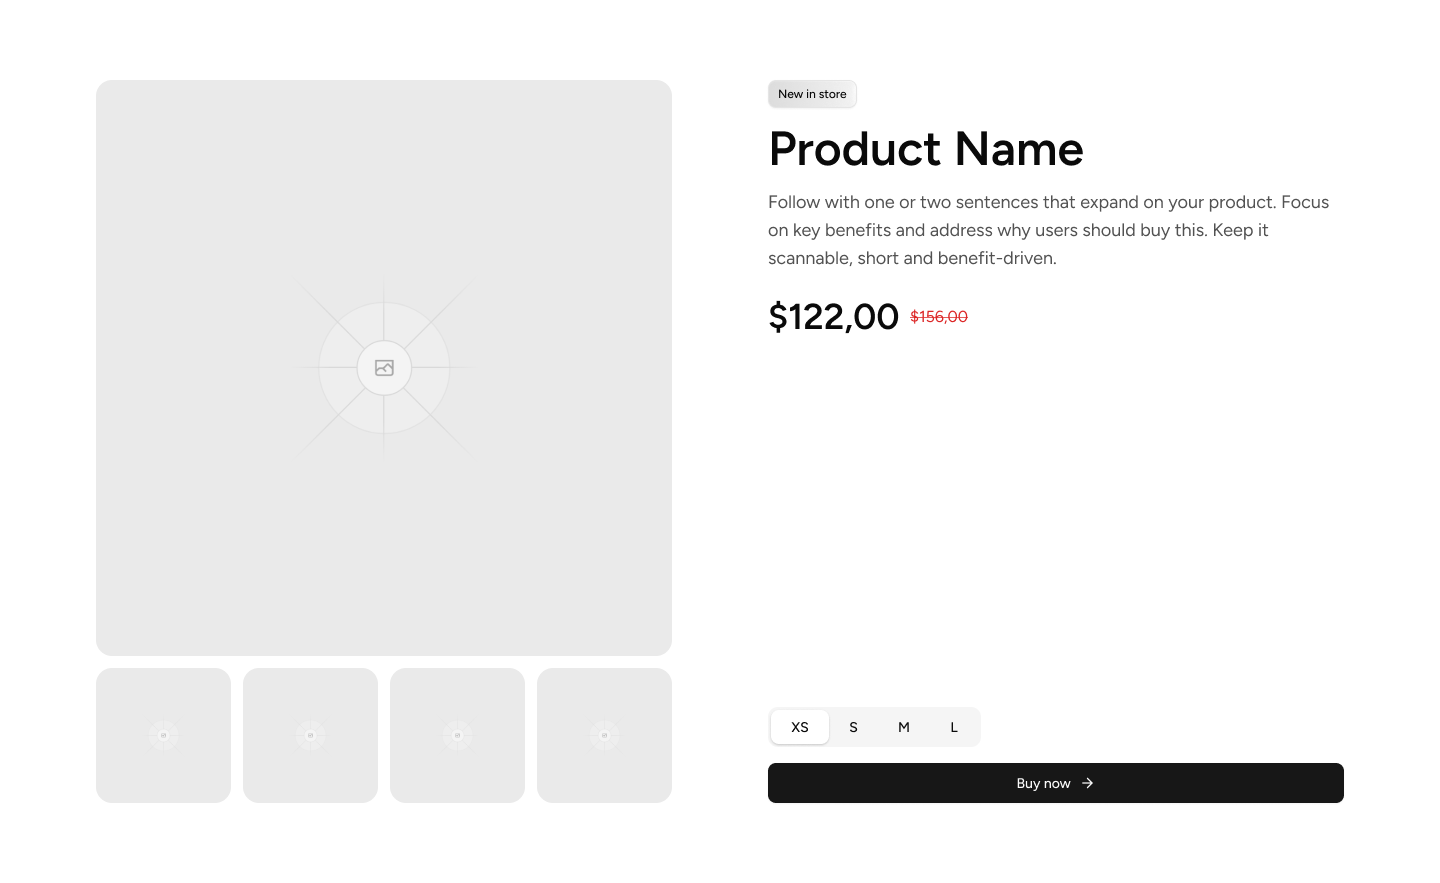 New in store
Product Name
Follow with one or two sentences that expand on your product. Focus
on key benefits and address why users should buy this. Keep it
scannable, short and benefit-driven.
$122,00 $156,00
XS S M L
Buy now →